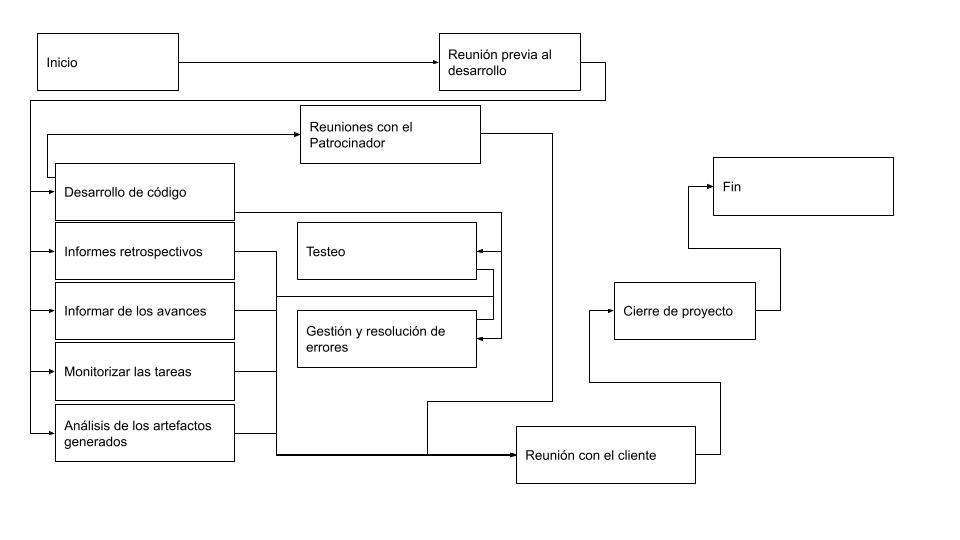 Inicio
Reunión previa al
desarrollo
Reuniones con el
Patrocinador
Desarrollo de código
Fin
Informes retrospectivos
Testeo
Informar de los avances
Gestión y resolución de
errores
Cierre de proyecto
Monitorizar las tareas
Análisis de los artefactos
generados
Reunión con el cliente